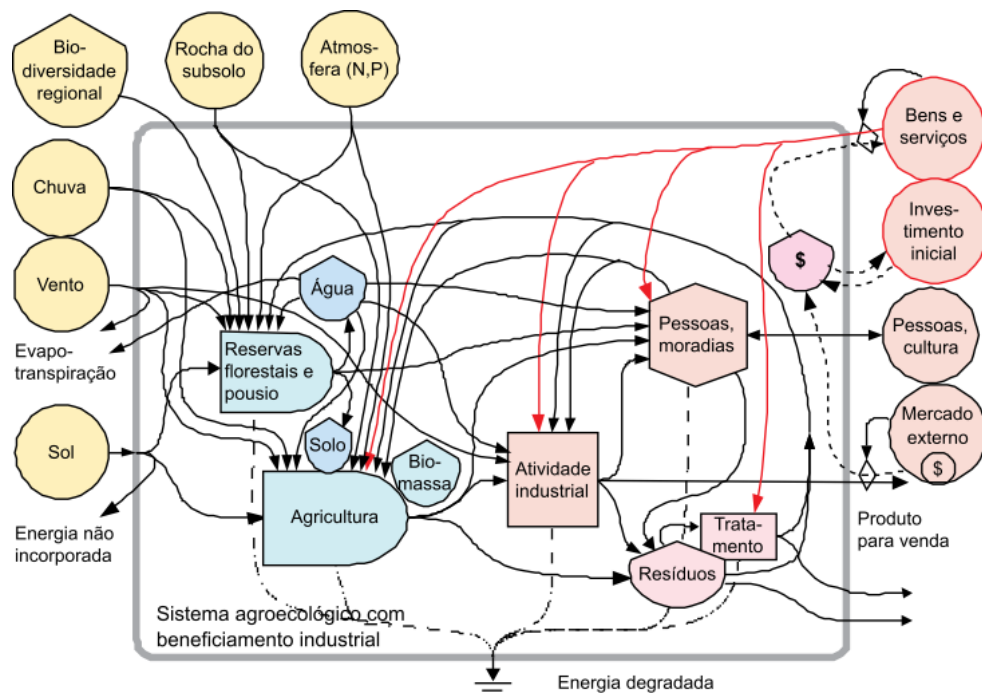 Bio-
diversidade
regional
Rocha do
subsolo
Atmos-
fera (N,P)
Bens e
serviços
Chuva
Inves-
timento
inicial
$
Vento
Água
Evapo-
transpiração
Reservas
florestais e
pousio
Pessoas,
moradias
Pessoas,
cultura
Mercado
externo
$
Sol
Solo
Bio-
massa
Atividade
industrial
Agricultura
Trata-
mento
Produto
para venda
Energia não
incorporada
Resíduos
Sistema agroecológico com
beneficiamento industrial
Energia degradada